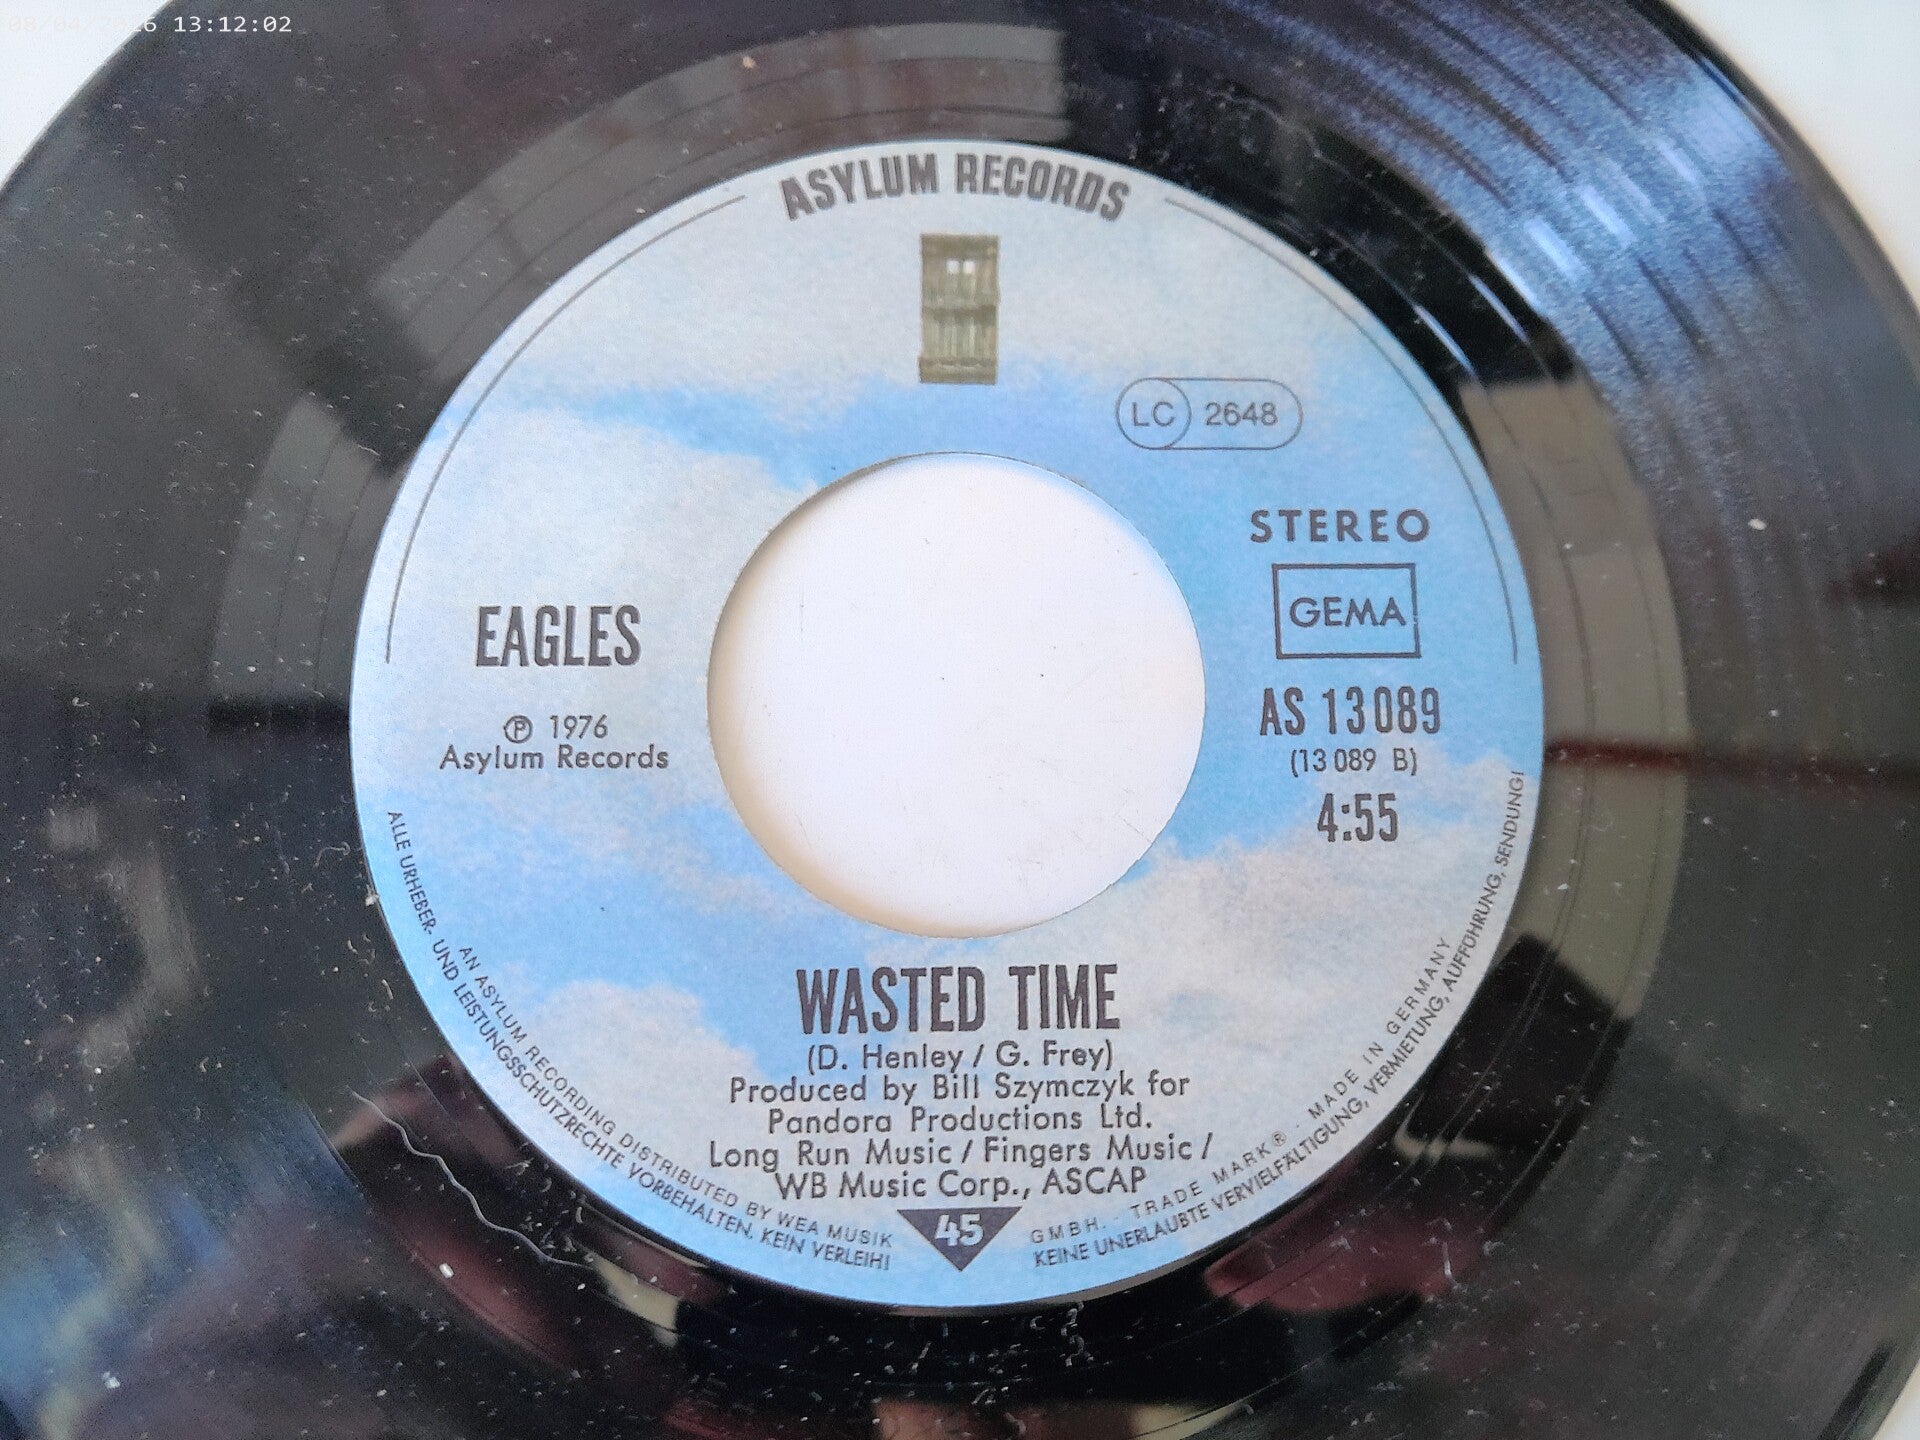 13:12:02
ASYLUM RECORDS
LC 2648
STEREO
GEMA
EAGLES
℗ 1976
Asylum Records
AS 13 089
(13 089 B)
4:55
WASTED TIME
(D. Henley / G. Frey)
Produced by Bill Szymczyk for
Pandora Productions Ltd.
Long Run Music / Fingers Music /
WB Music Corp., ASCAP
45
AN ASYLUM RECORDING DISTRIBUTED BY WEA MUSIK GMBH. · TRADE MARK® · MADE IN GERMANY
ALLE URHEBER- UND LEISTUNGSSCHUTZRECHTE VORBEHALTEN. KEIN VERLEIH! KEINE UNERLAUBTE VERVIELFÄLTIGUNG, VERMIETUNG, AUFFÜHRUNG, SENDUNG!